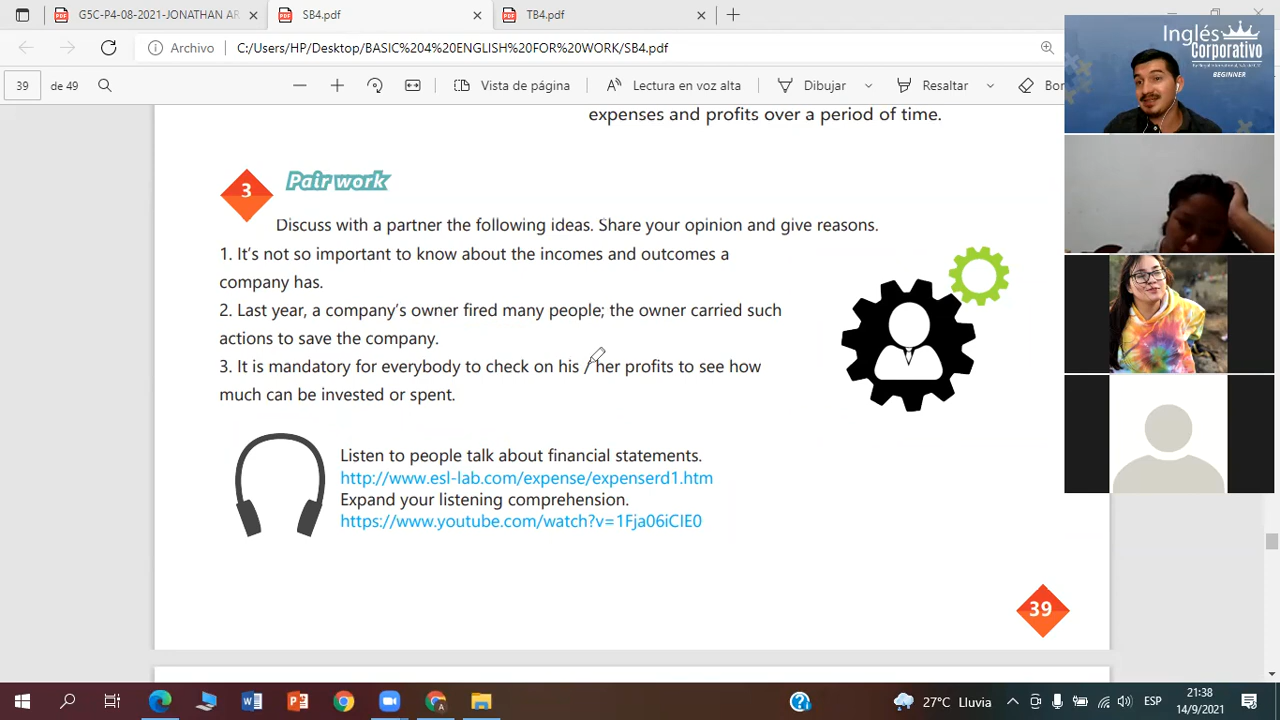 G5C-P4-08-2021-JONATHAN AR
SB4.pdf
TB4.pdf
Archivo
C:/Users/HP/Desktop/BASIC%204%20ENGLISH%20FOR%20WORK/SB4.pdf
39
de 49
Vista de página
Lectura en voz alta
Dibujar
Resaltar
Bor
Inglés
Corporativo
BEGINNER
expenses and profits over a period of time.
3
Pair work
Discuss with a partner the following ideas. Share your opinion and give reasons.
1. It's not so important to know about the incomes and outcomes a
company has.
2. Last year, a company's owner fired many people; the owner carried such
actions to save the company.
3. It is mandatory for everybody to check on his / her profits to see how
much can be invested or spent.
Listen to people talk about financial statements.
http://www.esl-lab.com/expense/expenserd1.htm
Expand your listening comprehension.
https://www.youtube.com/watch?v=1Fja06iCIE0
39
27°C Lluvia
ESP
21:38
14/9/2021